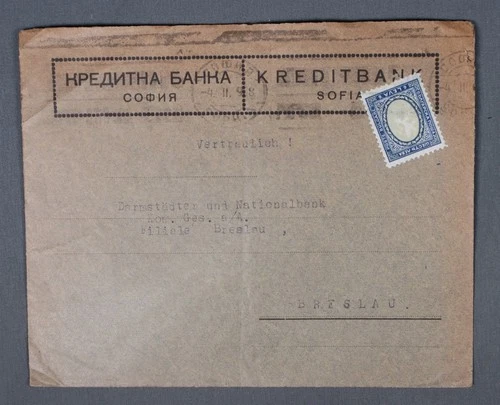 КРЕДИТНА БАНКА
СОФИЯ
KREDITBANK
SOFIA
Vertraulich !
Darmstädter und Nationalbank
Kom. Ges. a/A.
Filiale Breslau ,
BRESLAU.